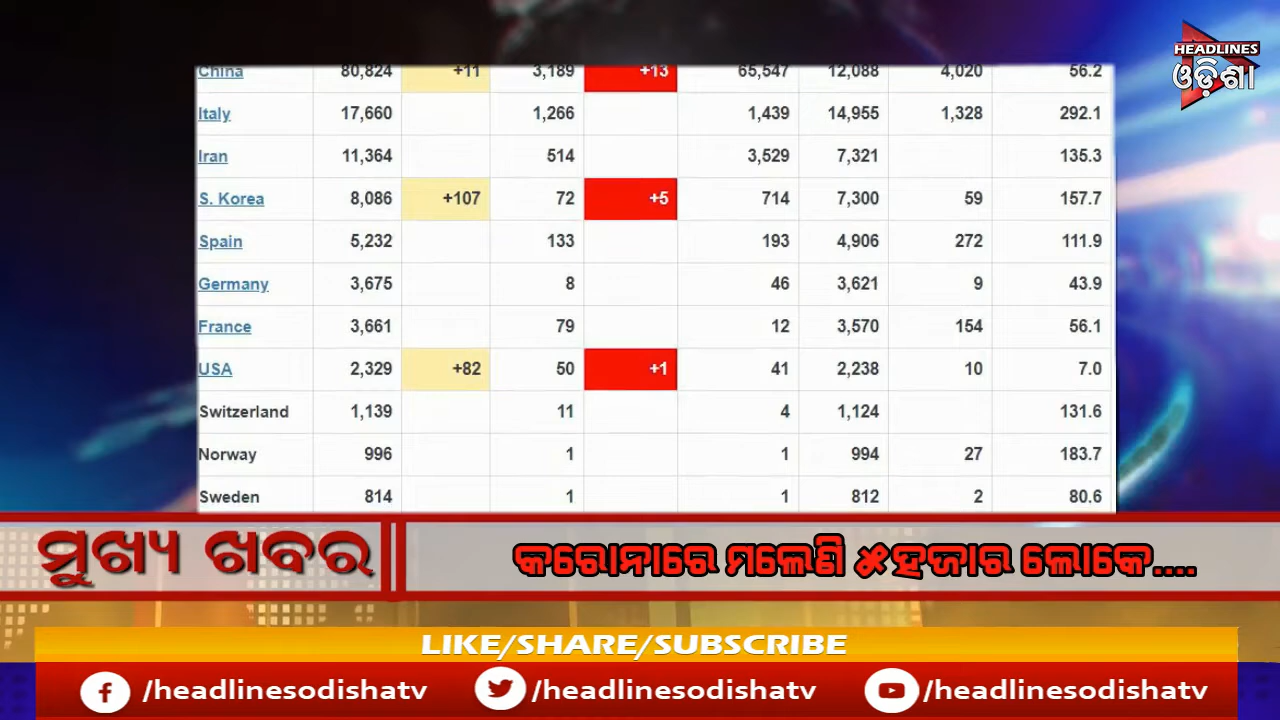 HEADLINES
ଓଡ଼ିଶା
China 80,824 +11 3,189 +13 65,547 12,088 4,020 56.2
Italy 17,660 1,266 1,439 14,955 1,328 292.1
Iran 11,364 514 3,529 7,321 135.3
S. Korea 8,086 +107 72 +5 714 7,300 59 157.7
Spain 5,232 133 193 4,906 272 111.9
Germany 3,675 8 46 3,621 9 43.9
France 3,661 79 12 3,570 154 56.1
USA 2,329 +82 50 +1 41 2,238 10 7.0
Switzerland 1,139 11 4 1,124 131.6
Norway 996 1 1 994 27 183.7
Sweden 814 1 1 812 2 80.6
ମୁଖ୍ୟ ଖବର
କରୋନାରେ ମଲେଣି ୫ହଜାର ଲୋକେ....
LIKE/SHARE/SUBSCRIBE
/headlinesodishatv /headlinesodishatv /headlinesodishatv